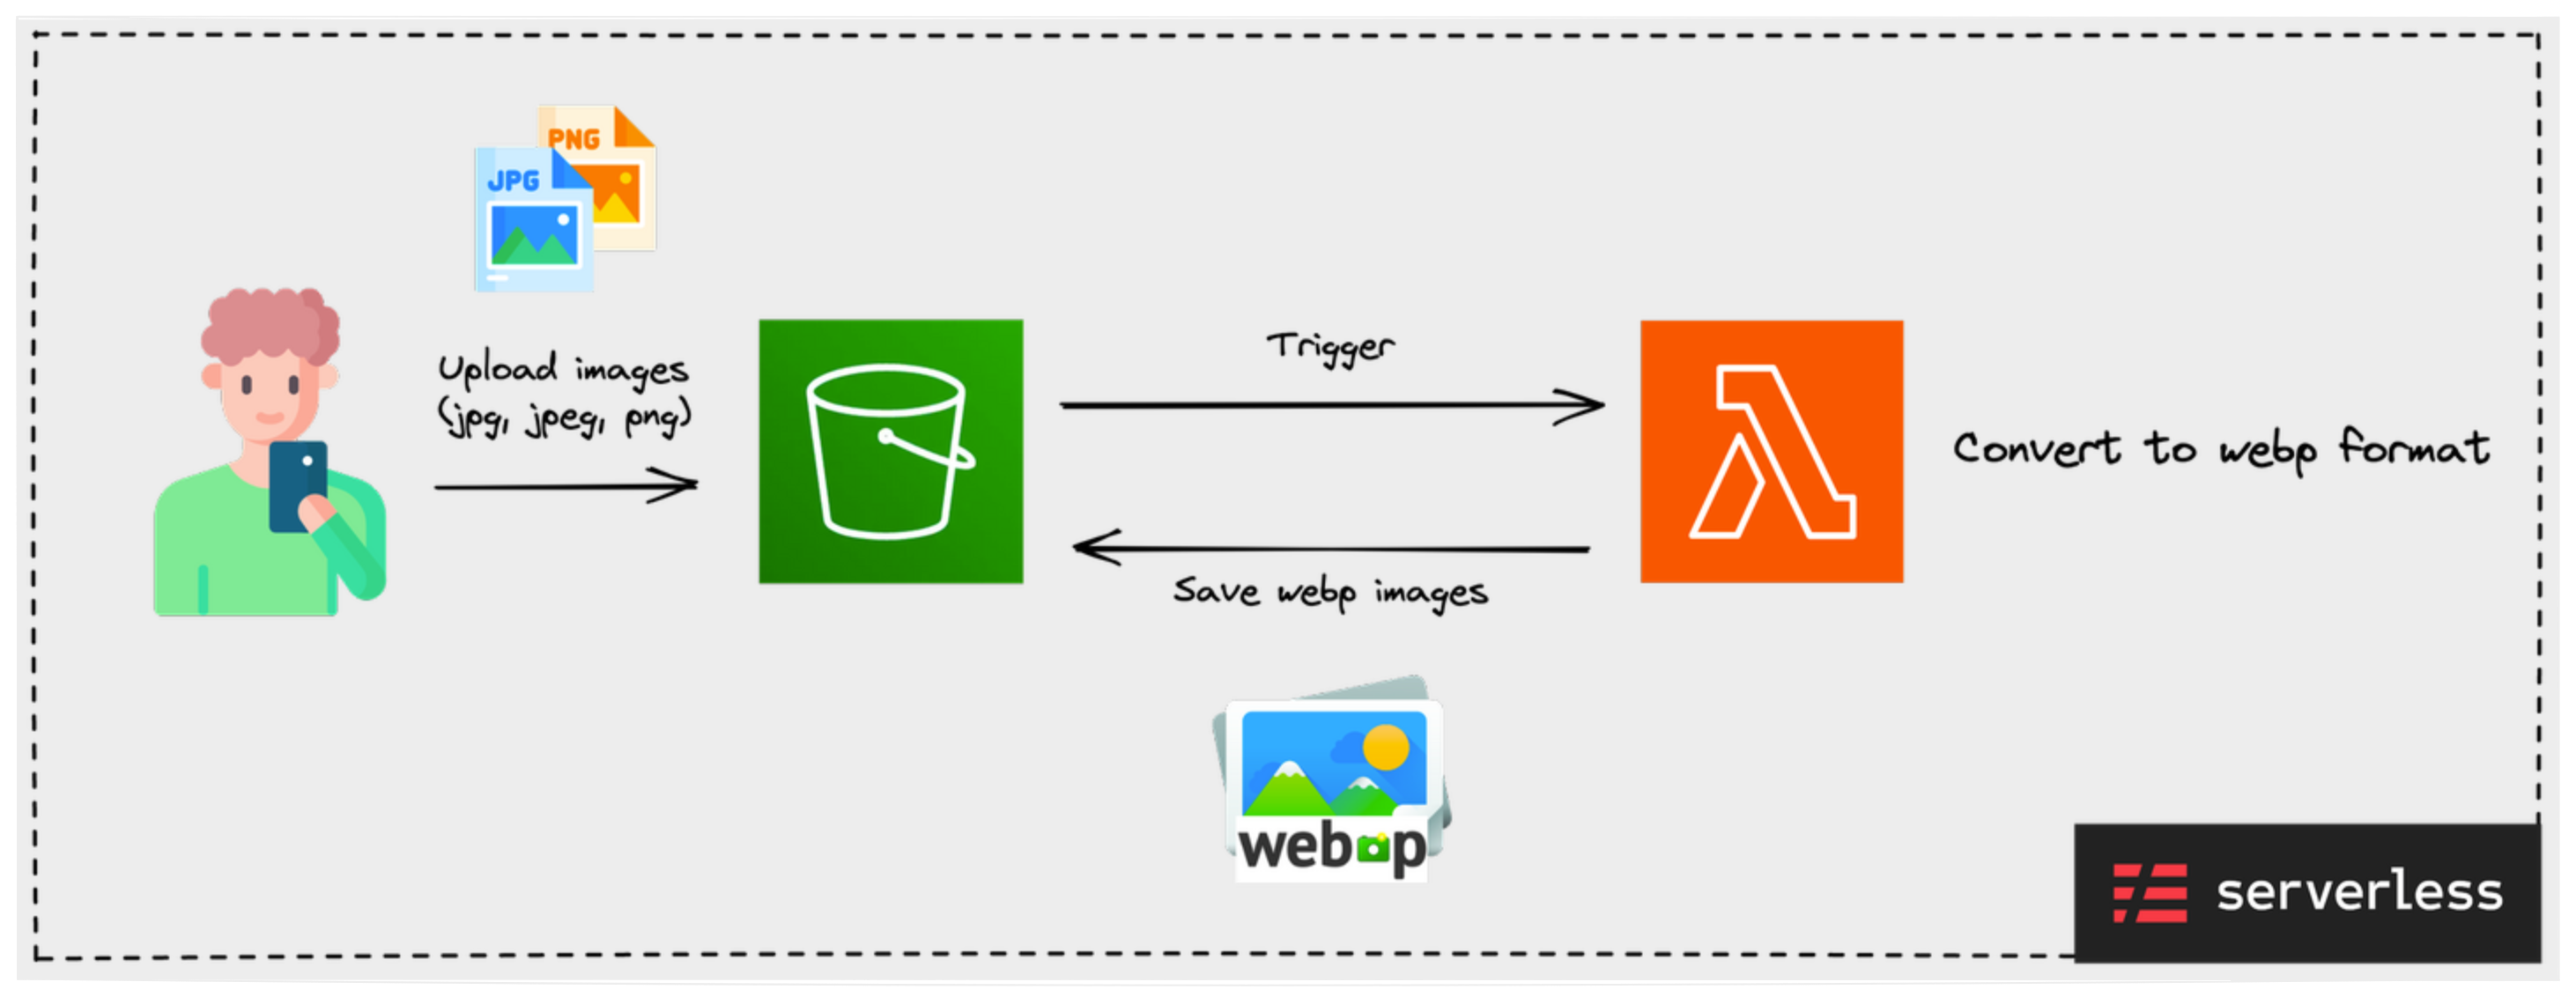 PNG
JPG
Upload images
(jpg, jpeg, png)
Trigger
Convert to webp format
Save webp images
webp
serverless